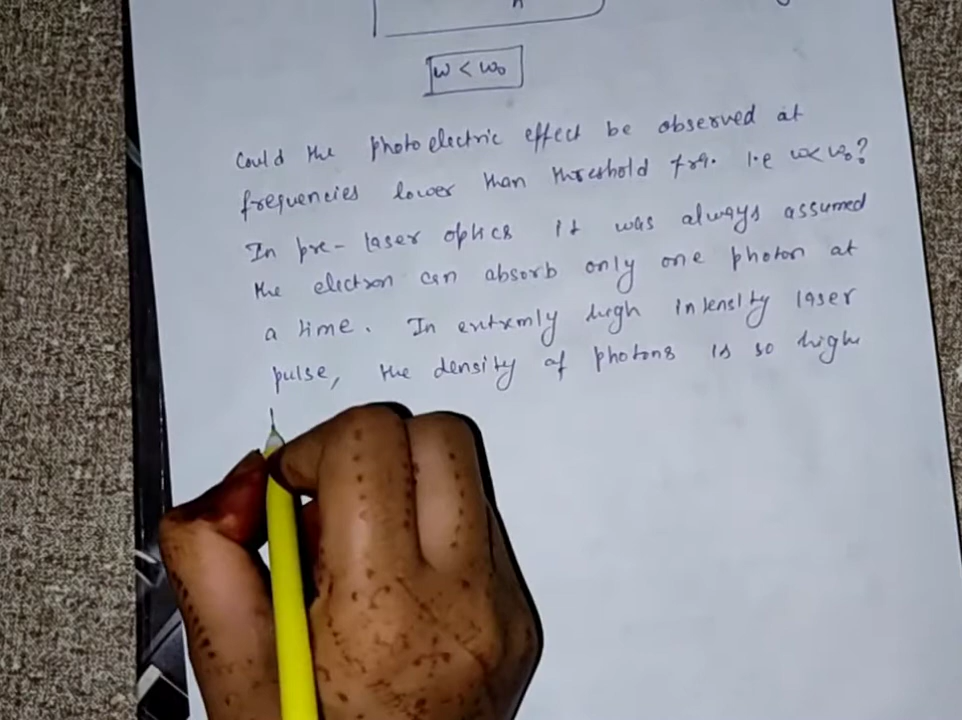 ω < ω₀
Could the photoelectric effect be observed at
frequencies lower than threshold frq. i.e ω<ω₀?
In pre-laser optics it was always assumed
the electron can absorb only one photon at
a time. In extremly high intensity laser
pulse, the density of photons is so high